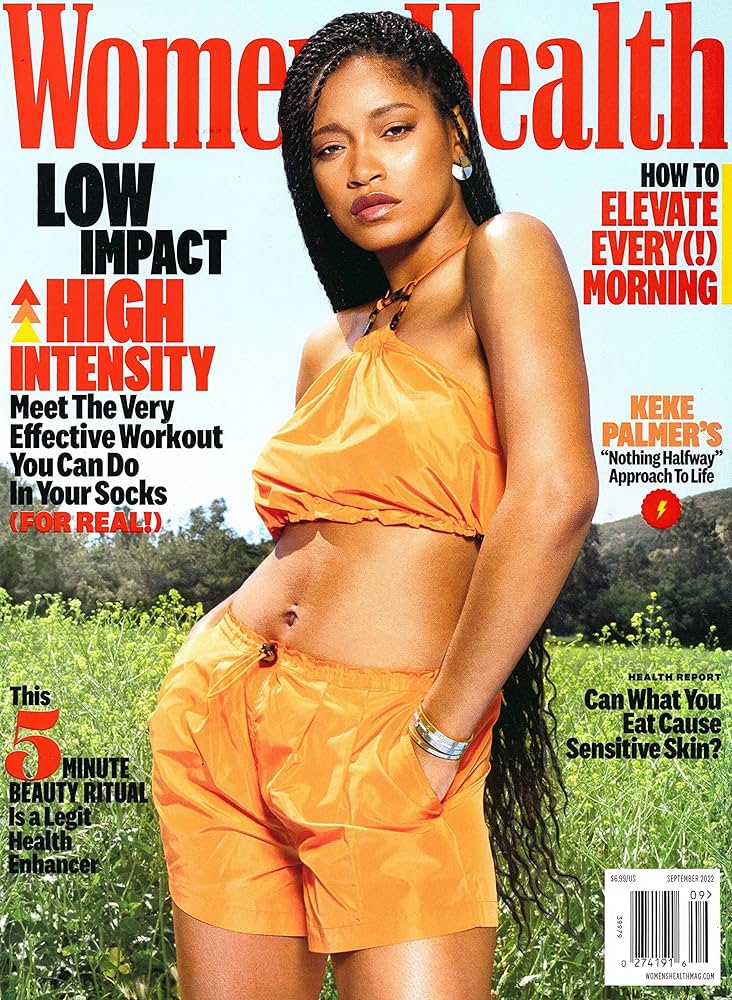 Women's Health
LOW
IMPACT
HIGH
INTENSITY
Meet The Very
Effective Workout
You Can Do
In Your Socks
(FOR REAL!)
HOW TO
ELEVATE
EVERY(!)
MORNING
KEKE
PALMER'S
“Nothing Halfway”
Approach To Life
This
5
MINUTE
BEAUTY RITUAL
Is a Legit
Health
Enhancer
HEALTH REPORT
Can What You
Eat Cause
Sensitive Skin?
$6.99/US SEPTEMBER 2022
09>
39979
0 274191 6
WOMENSHEALTHMAG.COM